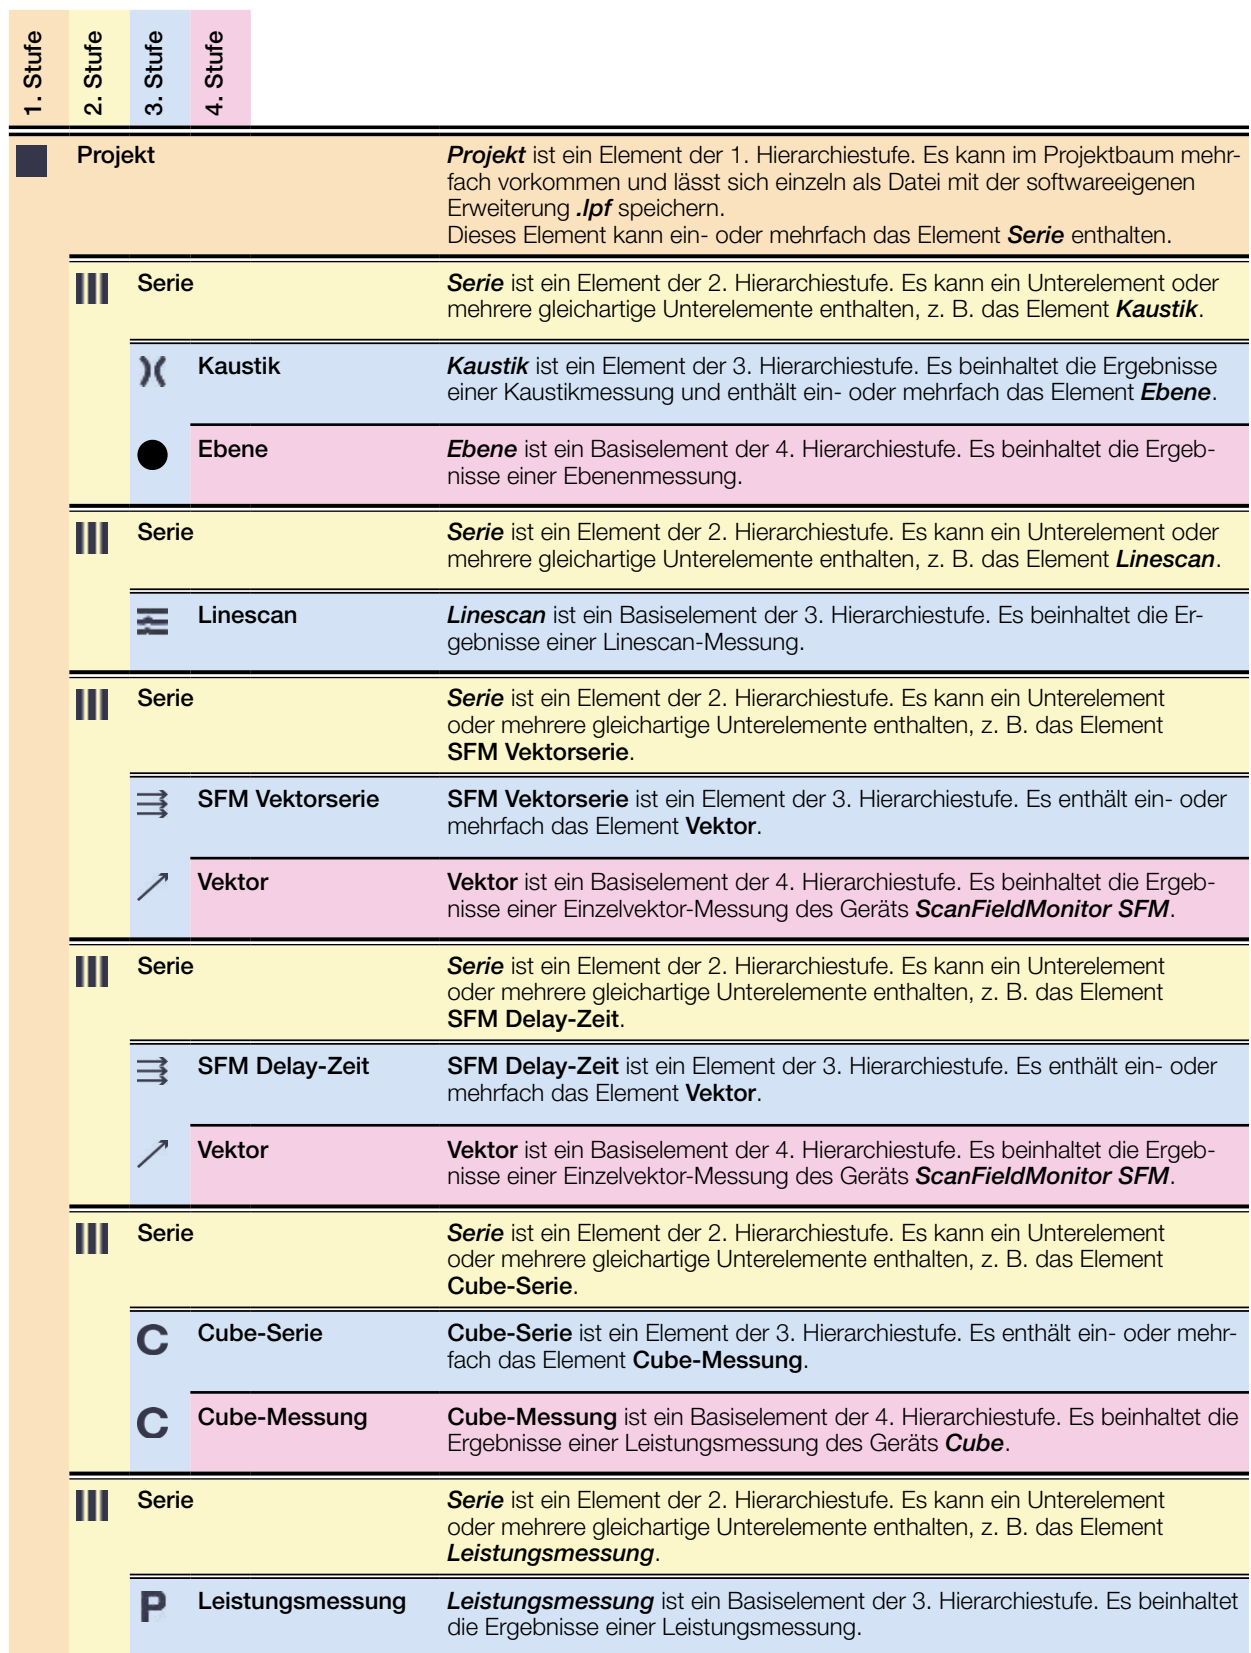 1. Stufe
2. Stufe
3. Stufe
4. Stufe
Projekt
Projekt ist ein Element der 1. Hierarchiestufe. Es kann im Projektbaum mehr-
fach vorkommen und lässt sich einzeln als Datei mit der softwareeigenen
Erweiterung .lpf speichern.
Dieses Element kann ein- oder mehrfach das Element Serie enthalten.
Serie
Serie ist ein Element der 2. Hierarchiestufe. Es kann ein Unterelement oder
mehrere gleichartige Unterelemente enthalten, z. B. das Element Kaustik.
Kaustik
Kaustik ist ein Element der 3. Hierarchiestufe. Es beinhaltet die Ergebnisse
einer Kaustikmessung und enthält ein- oder mehrfach das Element Ebene.
Ebene
Ebene ist ein Basiselement der 4. Hierarchiestufe. Es beinhaltet die Ergeb-
nisse einer Ebenenmessung.
Serie
Serie ist ein Element der 2. Hierarchiestufe. Es kann ein Unterelement oder
mehrere gleichartige Unterelemente enthalten, z. B. das Element Linescan.
Linescan
Linescan ist ein Basiselement der 3. Hierarchiestufe. Es beinhaltet die Er-
gebnisse einer Linescan-Messung.
Serie
Serie ist ein Element der 2. Hierarchiestufe. Es kann ein Unterelement
oder mehrere gleichartige Unterelemente enthalten, z. B. das Element
SFM Vektorserie.
SFM Vektorserie
SFM Vektorserie ist ein Element der 3. Hierarchiestufe. Es enthält ein- oder
mehrfach das Element Vektor.
Vektor
Vektor ist ein Basiselement der 4. Hierarchiestufe. Es beinhaltet die Ergeb-
nisse einer Einzelvektor-Messung des Geräts ScanFieldMonitor SFM.
Serie
Serie ist ein Element der 2. Hierarchiestufe. Es kann ein Unterelement
oder mehrere gleichartige Unterelemente enthalten, z. B. das Element
SFM Delay-Zeit.
SFM Delay-Zeit
SFM Delay-Zeit ist ein Element der 3. Hierarchiestufe. Es enthält ein- oder
mehrfach das Element Vektor.
Vektor
Vektor ist ein Basiselement der 4. Hierarchiestufe. Es beinhaltet die Ergeb-
nisse einer Einzelvektor-Messung des Geräts ScanFieldMonitor SFM.
Serie
Serie ist ein Element der 2. Hierarchiestufe. Es kann ein Unterelement
oder mehrere gleichartige Unterelemente enthalten, z. B. das Element
Cube-Serie.
C
Cube-Serie
Cube-Serie ist ein Element der 3. Hierarchiestufe. Es enthält ein- oder mehr-
fach das Element Cube-Messung.
C
Cube-Messung
Cube-Messung ist ein Basiselement der 4. Hierarchiestufe. Es beinhaltet die
Ergebnisse einer Leistungsmessung des Geräts Cube.
Serie
Serie ist ein Element der 2. Hierarchiestufe. Es kann ein Unterelement
oder mehrere gleichartige Unterelemente enthalten, z. B. das Element
Leistungsmessung.
P
Leistungsmessung
Leistungsmessung ist ein Basiselement der 3. Hierarchiestufe. Es beinhaltet
die Ergebnisse einer Leistungsmessung.